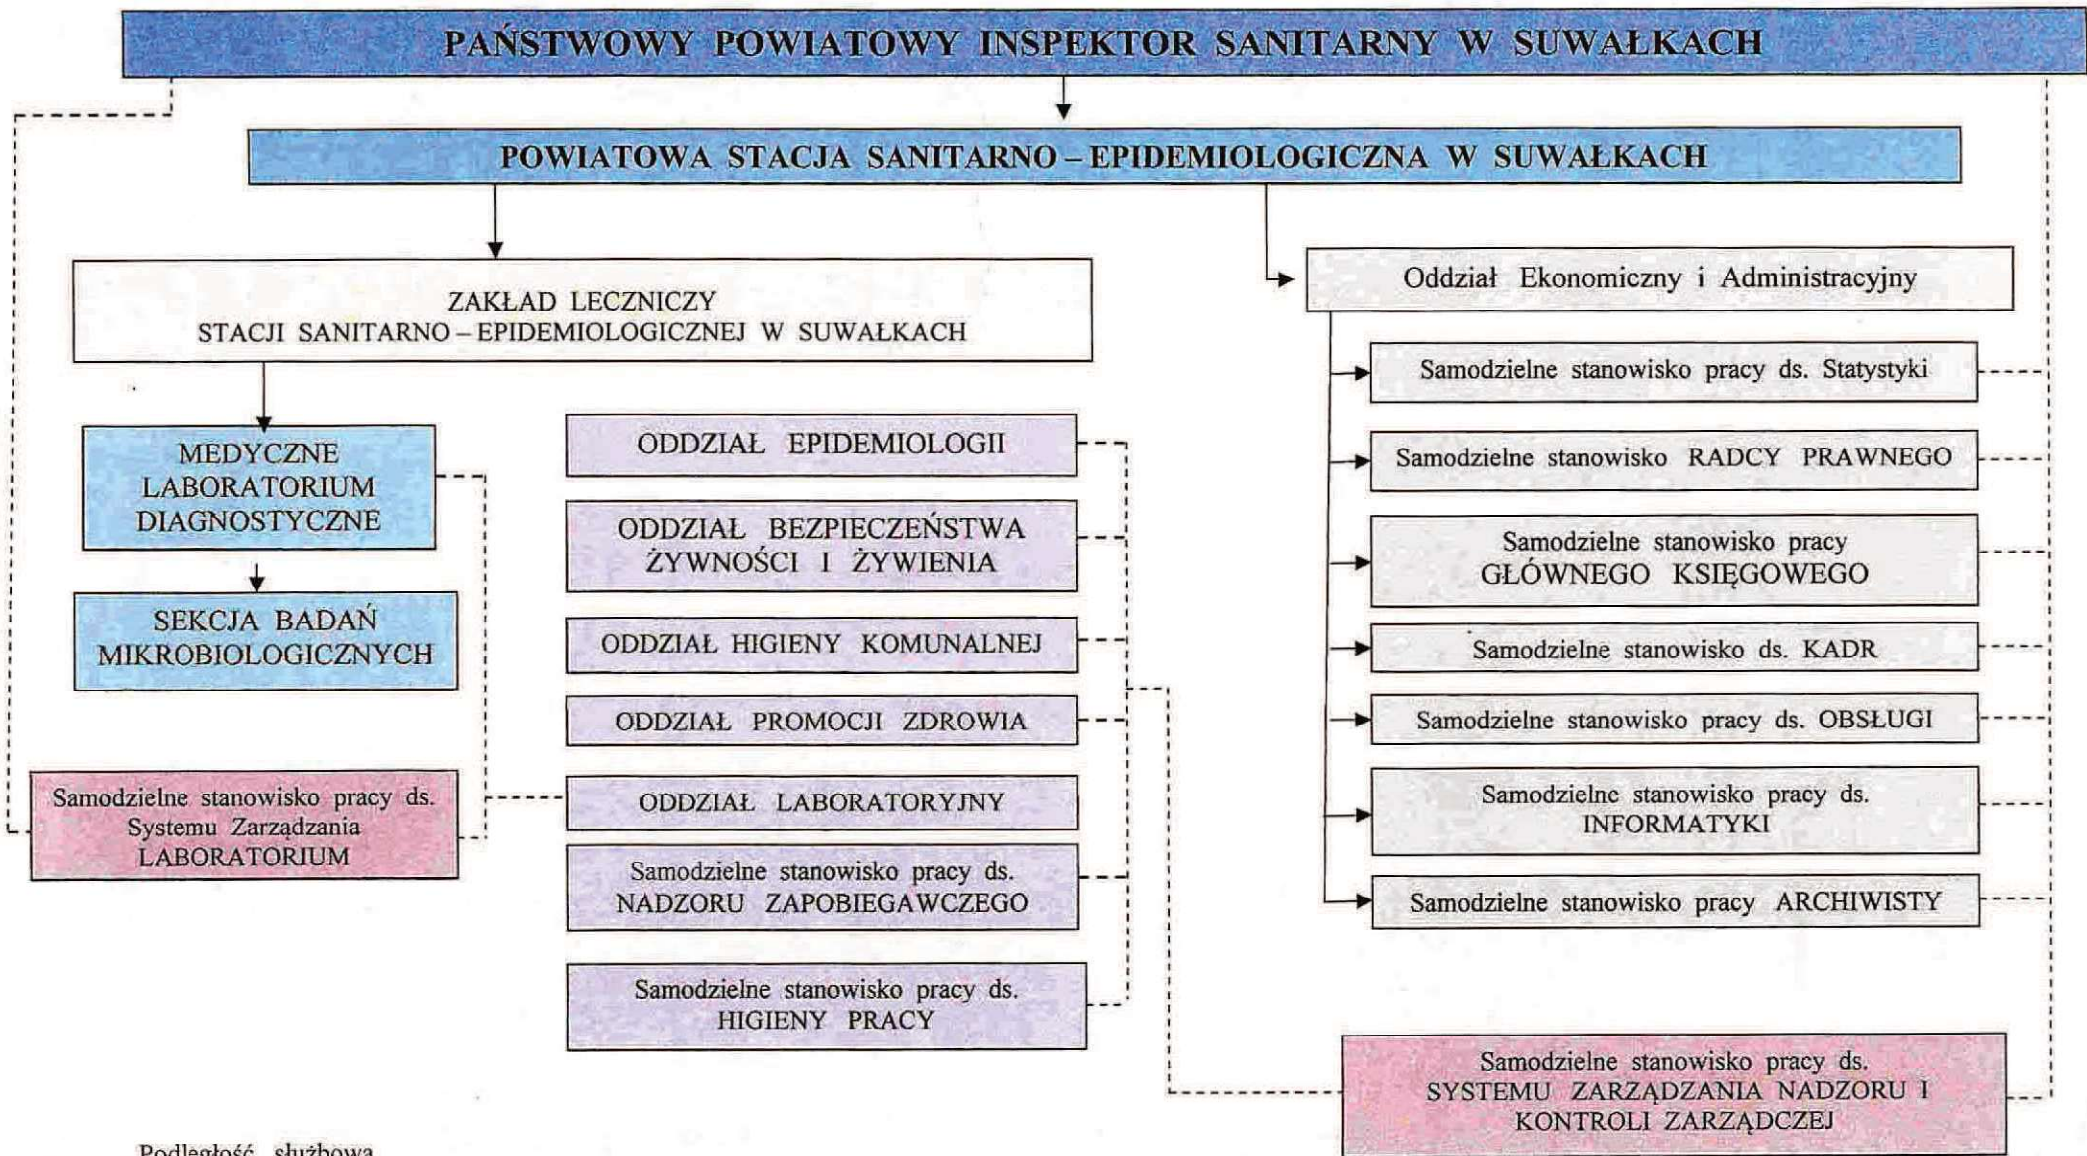 PAŃSTWOWY POWIATOWY INSPEKTOR SANITARNY W SUWAŁKACH
POWIATOWA STACJA SANITARNO – EPIDEMIOLOGICZNA W SUWAŁKACH
ZAKŁAD LECZNICZY
STACJI SANITARNO – EPIDEMIOLOGICZNEJ W SUWAŁKACH
MEDYCZNE
LABORATORIUM
DIAGNOSTYCZNE
SEKCJA BADAŃ
MIKROBIOLOGICZNYCH
Samodzielne stanowisko pracy ds.
Systemu Zarządzania
LABORATORIUM
ODDZIAŁ EPIDEMIOLOGII
ODDZIAŁ BEZPIECZEŃSTWA
ŻYWNOŚCI I ŻYWIENIA
ODDZIAŁ HIGIENY KOMUNALNEJ
ODDZIAŁ PROMOCJI ZDROWIA
ODDZIAŁ LABORATORYJNY
Samodzielne stanowisko pracy ds.
NADZORU ZAPOBIEGAWCZEGO
Samodzielne stanowisko pracy ds.
HIGIENY PRACY
Oddział Ekonomiczny i Administracyjny
Samodzielne stanowisko pracy ds. Statystyki
Samodzielne stanowisko RADCY PRAWNEGO
Samodzielne stanowisko pracy
GŁÓWNEGO KSIĘGOWEGO
Samodzielne stanowisko ds. KADR
Samodzielne stanowisko pracy ds. OBSŁUGI
Samodzielne stanowisko pracy ds.
INFORMATYKI
Samodzielne stanowisko pracy ARCHIWISTY
Samodzielne stanowisko pracy ds.
SYSTEMU ZARZĄDZANIA NADZORU I
KONTROLI ZARZĄDCZEJ
Podległość służbowa